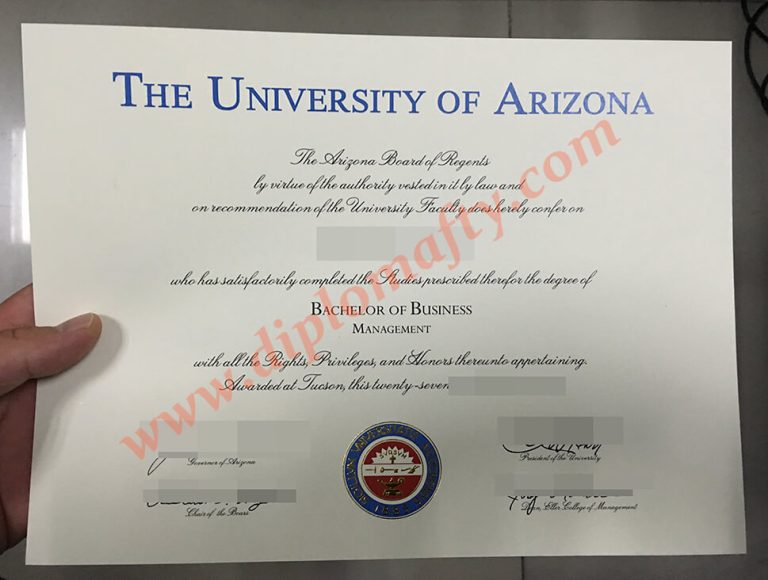 THE UNIVERSITY OF ARIZONA
The Arizona Board of Regents
by virtue of the authority vested in it by law and
on recommendation of the University Faculty does hereby confer on
who has satisfactorily completed the Studies prescribed therefor the degree of
BACHELOR OF BUSINESS
MANAGEMENT
with all the Rights, Privileges, and Honors thereunto appertaining.
Awarded at Tucson, this twenty-seven
Governor of Arizona
President of the University
Chair of the Board
Dean, Eller College of Management
www.diplomafty.com